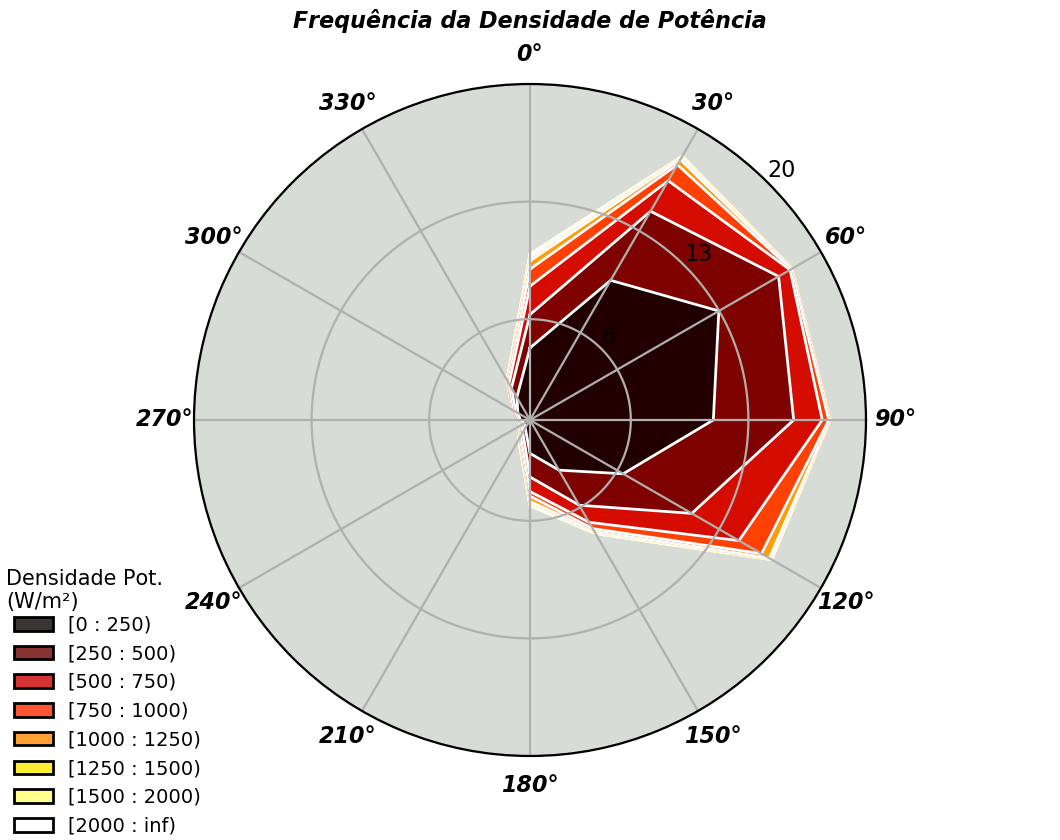 Frequência da Densidade de Potência
0°
330°
30°
20
300°
60°
13
6
270°
90°
240°
120°
210°
150°
180°
Densidade Pot.
(W/m²)
[0 : 250)
[250 : 500)
[500 : 750)
[750 : 1000)
[1000 : 1250)
[1250 : 1500)
[1500 : 2000)
[2000 : inf)